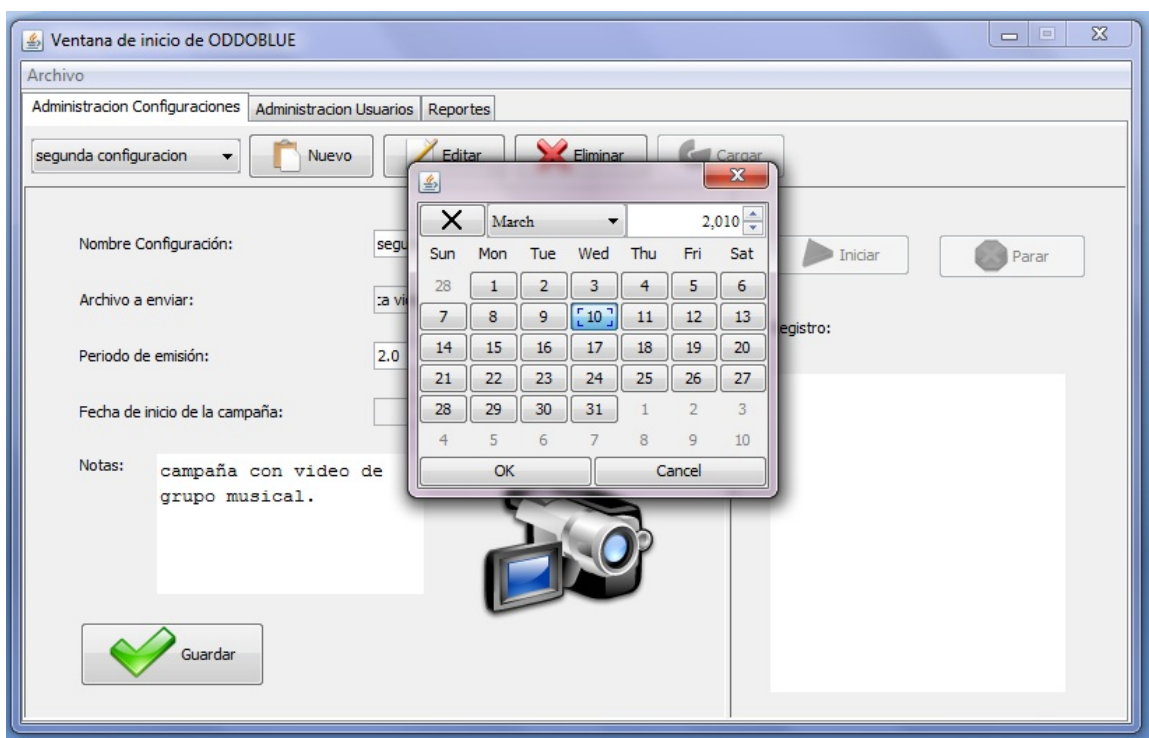 Ventana de inicio de ODDOBLUE
Archivo
Administracion Configuraciones Administracion Usuarios Reportes
segunda configuracion Nuevo Editar Eliminar Cargar
March 2,010
Sun Mon Tue Wed Thu Fri Sat
28 1 2 3 4 5 6
7 8 9 10 11 12 13
14 15 16 17 18 19 20
21 22 23 24 25 26 27
28 29 30 31 1 2 3
4 5 6 7 8 9 10
OK Cancel
Nombre Configuración: segu
Archivo a enviar:
Periodo de emisión: 2.0
Fecha de inicio de la campaña:
Notas: campaña con video de
grupo musical.
Guardar
Iniciar Parar
egistro: